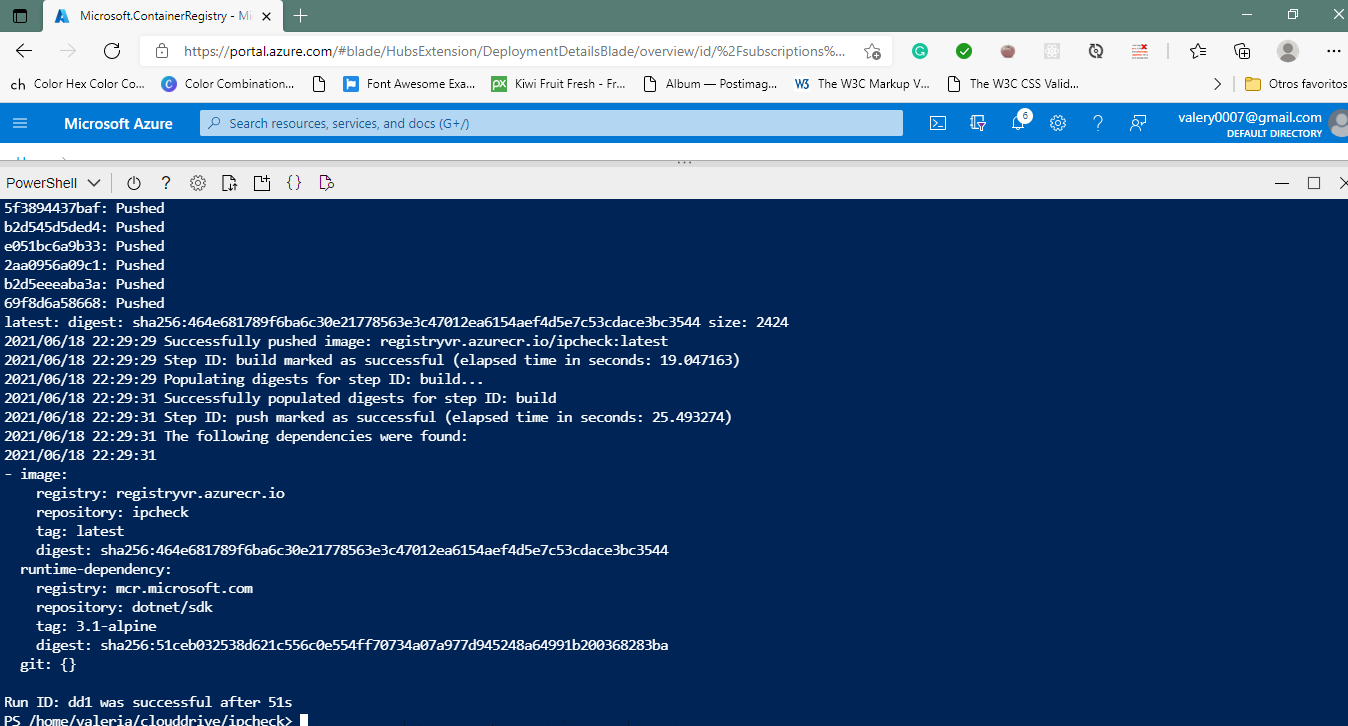 Microsoft.ContainerRegistry - Mi
https://portal.azure.com/#blade/HubsExtension/DeploymentDetailsBlade/overview/id/%2Fsubscriptions%...
ch Color Hex Color Co...
Color Combination...
Font Awesome Exa...
px Kiwi Fruit Fresh - Fr...
Album — Postimag...
W3 The W3C Markup V...
The W3C CSS Valid...
Otros favoritos
Microsoft Azure
Search resources, services, and docs (G+/)
6
valery0007@gmail.com
DEFAULT DIRECTORY
PowerShell
5f3894437baf: Pushed
b2d545d5ded4: Pushed
e051bc6a9b33: Pushed
2aa0956a09c1: Pushed
b2d5eeeaba3a: Pushed
69f8d6a58668: Pushed
latest: digest: sha256:464e681789f6ba6c30e21778563e3c47012ea6154aef4d5e7c53cdace3bc3544 size: 2424
2021/06/18 22:29:29 Successfully pushed image: registryvr.azurecr.io/ipcheck:latest
2021/06/18 22:29:29 Step ID: build marked as successful (elapsed time in seconds: 19.047163)
2021/06/18 22:29:29 Populating digests for step ID: build...
2021/06/18 22:29:31 Successfully populated digests for step ID: build
2021/06/18 22:29:31 Step ID: push marked as successful (elapsed time in seconds: 25.493274)
2021/06/18 22:29:31 The following dependencies were found:
2021/06/18 22:29:31
- image:
registry: registryvr.azurecr.io
repository: ipcheck
tag: latest
digest: sha256:464e681789f6ba6c30e21778563e3c47012ea6154aef4d5e7c53cdace3bc3544
runtime-dependency:
registry: mcr.microsoft.com
repository: dotnet/sdk
tag: 3.1-alpine
digest: sha256:51ceb032538d621c556c0e554ff70734a07a977d945248a64991b200368283ba
git: {}
Run ID: dd1 was successful after 51s
PS /home/valeria/clouddrive/ipcheck>